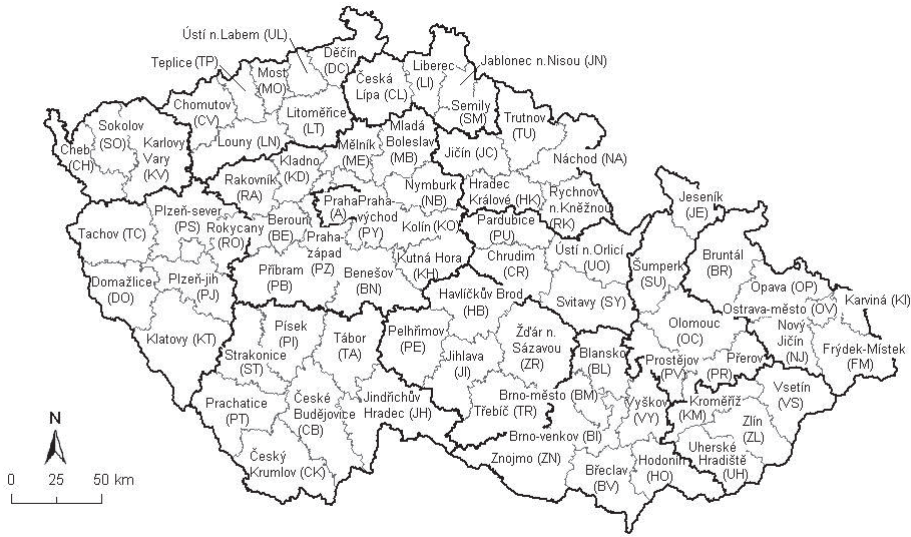 Ústí n.Labem (UL)
Děčín
(DC)
Teplice (TP)
Most
(MO)
Česká
Lípa (CL)
Liberec
(LI)
Jablonec n.Nisou (JN)
Semily
(SM)
Chomutov
(CV)
Litoměřice
(LT)
Trutnov
(TU)
Sokolov
(SO)
Louny (LN)
Mělník
(ME)
Mladá
Boleslav
(MB)
Jičín (JC)
Náchod (NA)
Cheb
(CH)
Karlovy
Vary
(KV)
Rakovník
(RA)
Kladno
(KD)
Nymburk
(NB)
Hradec
Králové (HK)
Rychnov
n.Kněžnou
(RK)
Jeseník
(JE)
Praha
(A)
Praha-
východ
(PY)
Plzeň-sever
(PS)
Rokycany
(RO)
Beroun
(BE)
Kolín (KO)
Pardubice
(PU)
Tachov (TC)
Praha-
západ
(PZ)
Kutná Hora
(KH)
Chrudim
(CR)
Ústí n.Orlicí
(UO)
Šumperk
(SU)
Bruntál
(BR)
Domažlice
(DO)
Plzeň-jih
(PJ)
Příbram
(PB)
Benešov
(BN)
Havlíčkův Brod
(HB)
Svitavy (SY)
Opava (OP)
Karviná (KI)
Ostrava-město (OV)
Klatovy (KT)
Písek
(PI)
Tábor
(TA)
Pelhřimov
(PE)
Žďár n.
Sázavou
(ZR)
Olomouc
(OC)
Nový
Jičín
(NJ)
Frýdek-Místek
(FM)
Strakonice
(ST)
Jihlava
(JI)
Blansko
(BL)
Prostějov
(PV)
Přerov
(PR)
Vsetín
(VS)
Prachatice
(PT)
České
Budějovice
(CB)
Jindřichův
Hradec (JH)
Třebíč (TR)
Brno-město (BM)
Vyškov
(VY)
Kroměříž
(KM)
Zlín
(ZL)
Český
Krumlov (CK)
Brno-venkov (BI)
Uherské
Hradiště
(UH)
Znojmo (ZN)
Břeclav
(BV)
Hodonín
(HO)
N
0 25 50 km